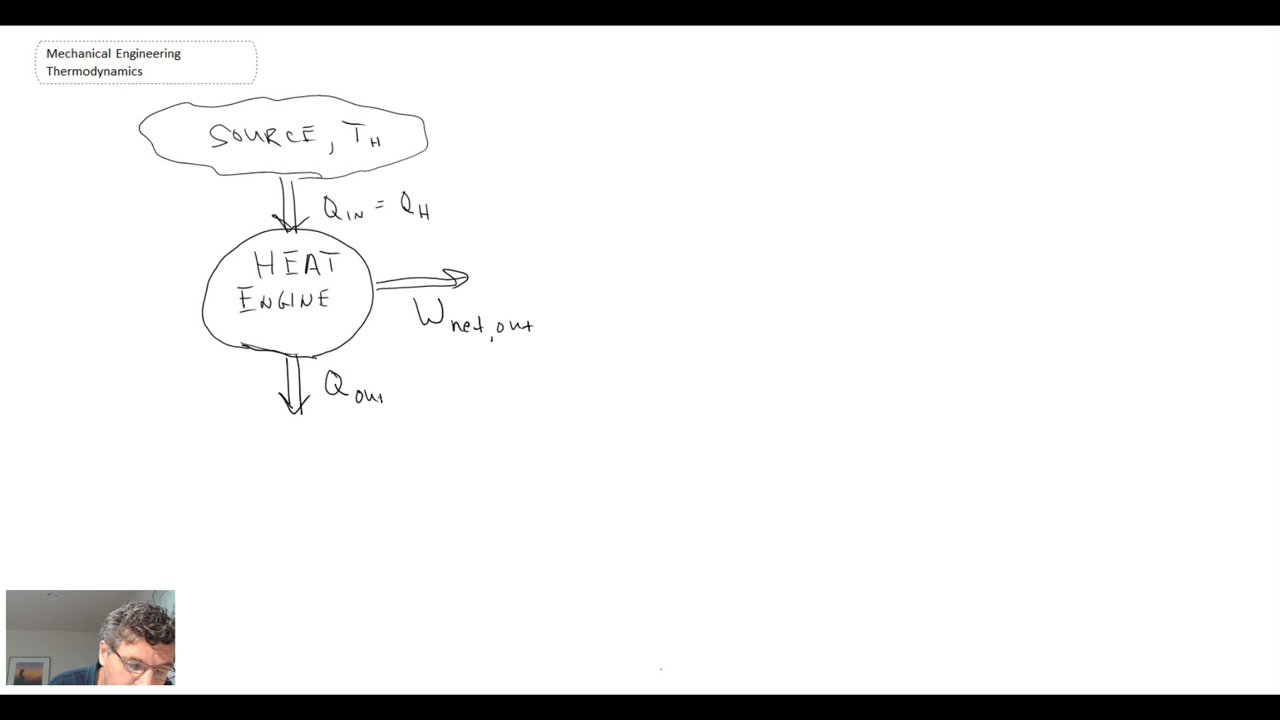 Mechanical Engineering
Thermodynamics
SOURCE, TH
QIN = QH
HEAT
ENGINE
Wnet,out
Qout